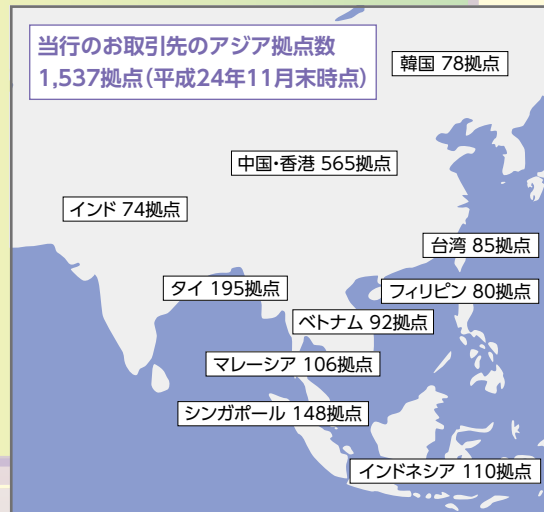 当行のお取引先のアジア拠点数
1,537拠点(平成24年11月末時点)
韓国 78拠点
中国・香港 565拠点
インド 74拠点
台湾 85拠点
タイ 195拠点
フィリピン 80拠点
ベトナム 92拠点
マレーシア 106拠点
シンガポール 148拠点
インドネシア 110拠点